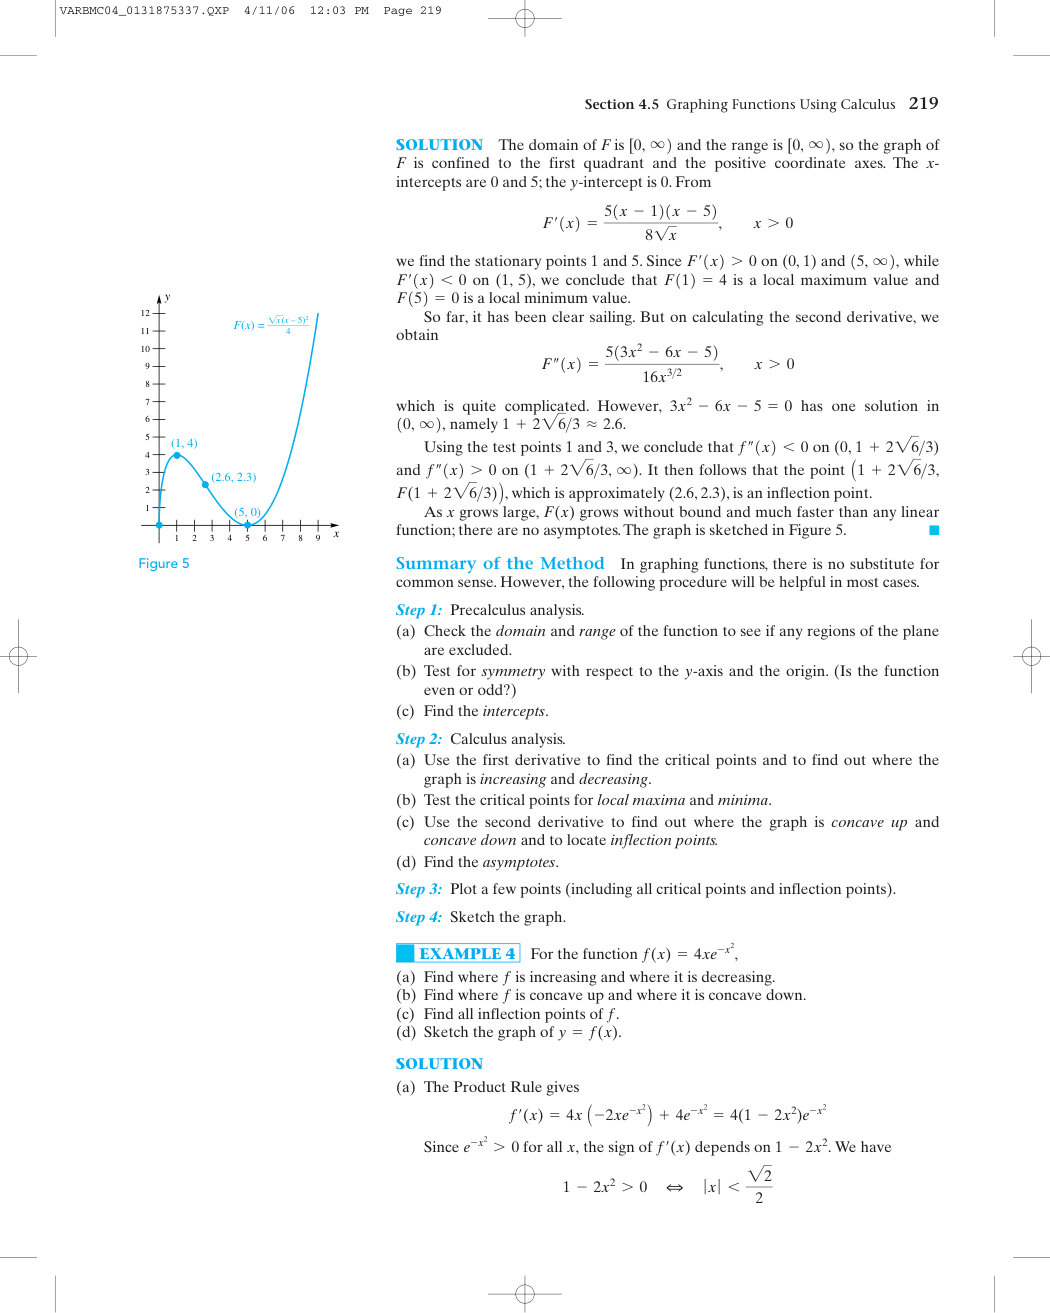 VARBMC04_0131875337.QXP  4/11/06  12:03 PM  Page 219
Section 4.5 Graphing Functions Using Calculus 219
SOLUTION The domain of F is [0, ∞) and the range is [0, ∞), so the graph of
F is confined to the first quadrant and the positive coordinate axes. The x-
intercepts are 0 and 5; the y-intercept is 0. From
F′(x) = 5(x − 1)(x − 5) / 8√x, x > 0
we find the stationary points 1 and 5. Since F′(x) > 0 on (0, 1) and (5, ∞), while
F′(x) < 0 on (1, 5), we conclude that F(1) = 4 is a local maximum value and
F(5) = 0 is a local minimum value.
So far, it has been clear sailing. But on calculating the second derivative, we
obtain
F″(x) = 5(3x² − 6x − 5) / 16x^{3/2}, x > 0
which is quite complicated. However, 3x² − 6x − 5 = 0 has one solution in
(0, ∞), namely 1 + 2√6/3 ≈ 2.6.
Using the test points 1 and 3, we conclude that f″(x) < 0 on (0, 1 + 2√6/3)
and f″(x) > 0 on (1 + 2√6/3, ∞). It then follows that the point (1 + 2√6/3,
F(1 + 2√6/3)), which is approximately (2.6, 2.3), is an inflection point.
As x grows large, F(x) grows without bound and much faster than any linear
function; there are no asymptotes. The graph is sketched in Figure 5.
y
12
11
10
9
8
7
6
5
4
3
2
1
F(x) = √x(x − 5)² / 4
(1, 4)
(2.6, 2.3)
(5, 0)
1 2 3 4 5 6 7 8 9 x
Figure 5
Summary of the Method In graphing functions, there is no substitute for
common sense. However, the following procedure will be helpful in most cases.
Step 1: Precalculus analysis.
(a) Check the domain and range of the function to see if any regions of the plane
are excluded.
(b) Test for symmetry with respect to the y-axis and the origin. (Is the function
even or odd?)
(c) Find the intercepts.
Step 2: Calculus analysis.
(a) Use the first derivative to find the critical points and to find out where the
graph is increasing and decreasing.
(b) Test the critical points for local maxima and minima.
(c) Use the second derivative to find out where the graph is concave up and
concave down and to locate inflection points.
(d) Find the asymptotes.
Step 3: Plot a few points (including all critical points and inflection points).
Step 4: Sketch the graph.
EXAMPLE 4 For the function f(x) = 4xe^{−x²},
(a) Find where f is increasing and where it is decreasing.
(b) Find where f is concave up and where it is concave down.
(c) Find all inflection points of f.
(d) Sketch the graph of y = f(x).
SOLUTION
(a) The Product Rule gives
f′(x) = 4x (−2xe^{−x²}) + 4e^{−x²} = 4(1 − 2x²)e^{−x²}
Since e^{−x²} > 0 for all x, the sign of f′(x) depends on 1 − 2x². We have
1 − 2x² > 0 ⇔ |x| < √2 / 2